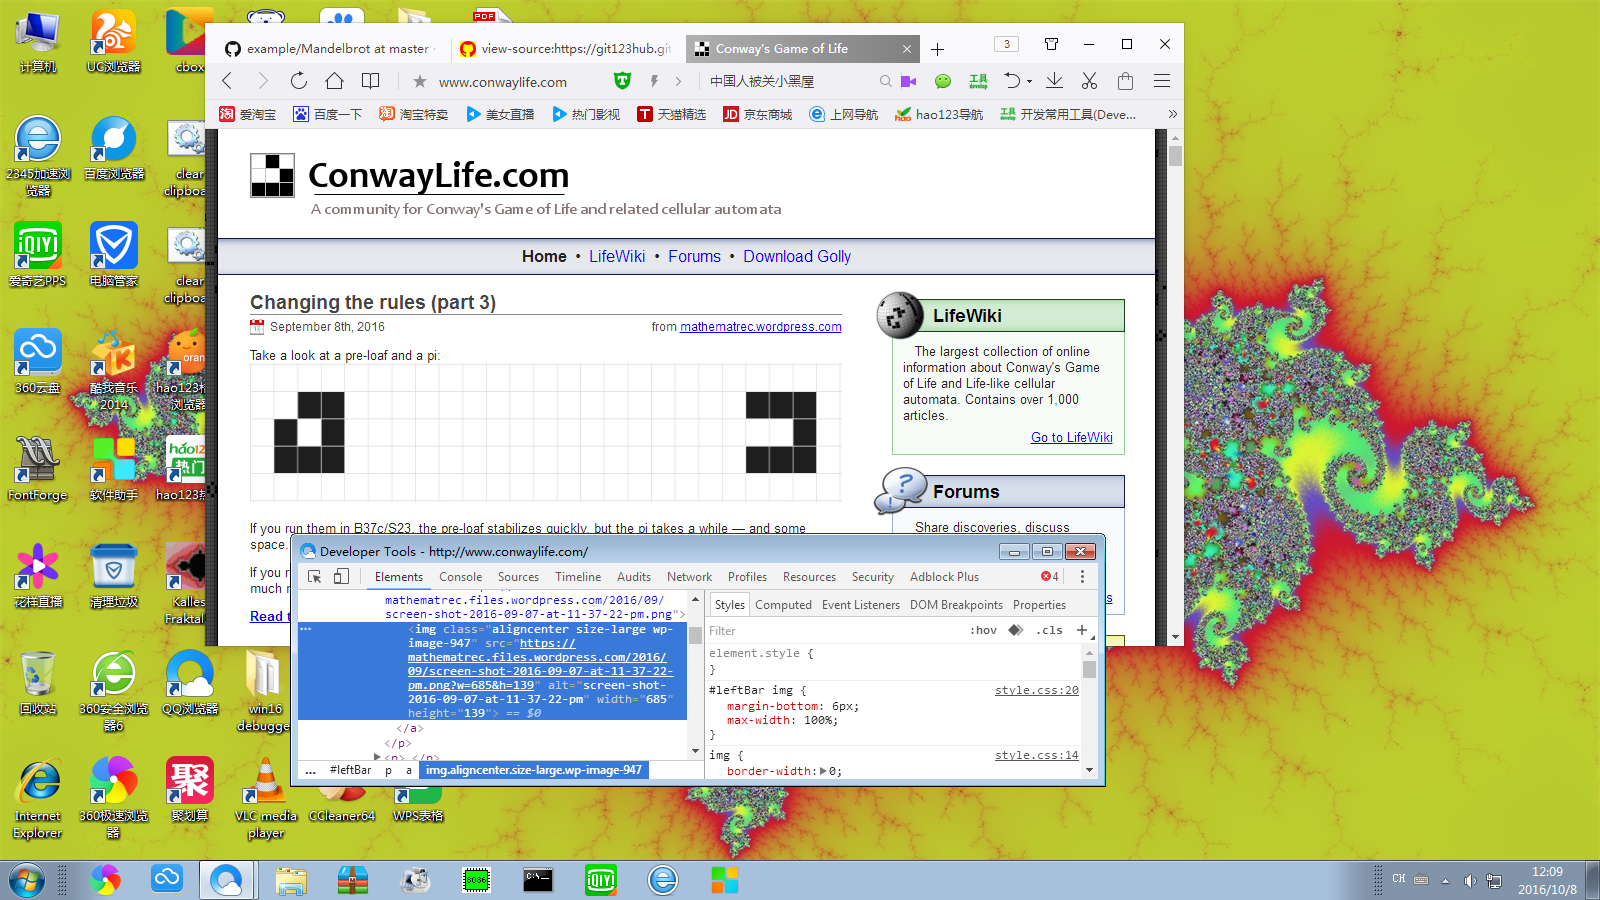 计算机
UC浏览器
cbox
2345加速浏
览器
百度浏览器
clear
clipboa
爱奇艺PPS
电脑管家
clear
clipboa
360云盘
酷我音乐
2014
hao123
浏览器
FontForge
软件助手
花样直播
清理垃圾
Kalles
Fraktal
回收站
360安全浏览
器6
QQ浏览器
win16
debugge
Internet
Explorer
360极速浏览
器
聚划算
VLC media
player
CCleaner64
WPS表格
PDF
example/Mandelbrot at master
view-source:https://git123hub.git
Conway's Game of Life
3
www.conwaylife.com
中国人被关小黑屋
爱淘宝
百度一下
淘宝特卖
美女直播
热门影视
天猫精选
京东商城
上网导航
hao123导航
开发常用工具(Deve...
ConwayLife.com
A community for Conway's Game of Life and related cellular automata
Home • LifeWiki • Forums • Download Golly
Changing the rules (part 3)
September 8th, 2016
from mathematrec.wordpress.com
Take a look at a pre-loaf and a pi:
If you run them in B37c/S23, the pre-loaf stabilizes quickly, but the pi takes a while — and some
space.
If you r
much r
Read t
LifeWiki
The largest collection of online
information about Conway's Game
of Life and Life-like cellular
automata. Contains over 1,000
articles.
Go to LifeWiki
Forums
Share discoveries, discuss
Developer Tools - http://www.conwaylife.com/
Elements Console Sources Timeline Audits Network Profiles Resources Security Adblock Plus
4
mathematrec.files.wordpress.com/2016/09/
screen-shot-2016-09-07-at-11-37-22-pm.png">
<img class="aligncenter size-large wp-
image-947" src="https://
mathematrec.files.wordpress.com/2016/
09/screen-shot-2016-09-07-at-11-37-22-
pm.png?w=685&h=139" alt="screen-shot-
2016-09-07-at-11-37-22-pm" width="685"
height="139"> == $0
</a>
</p>
<p> </p>
... #leftBar p a img.aligncenter.size-large.wp-image-947
Styles Computed Event Listeners DOM Breakpoints Properties
Filter
:hov .cls +
element.style {
}
#leftBar img {
style.css:20
margin-bottom: 6px;
max-width: 100%;
}
img {
style.css:14
border-width: 0;
CH
12:09
2016/10/8